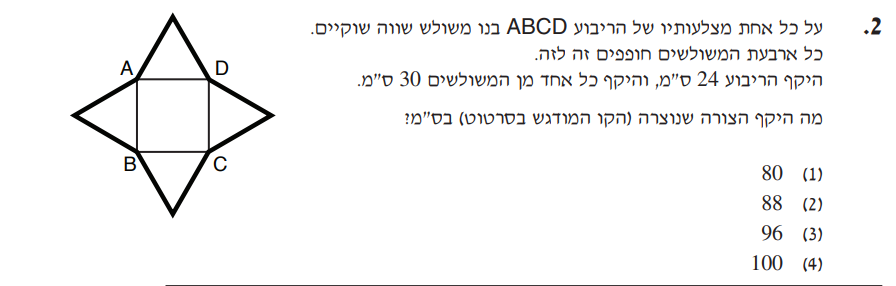 2. על כל אחת מצלעותיו של הריבוע ABCD בנו משולש שווה שוקיים.
כל ארבעת המשולשים חופפים זה לזה.
היקף הריבוע 24 ס"מ, והיקף כל אחד מן המשולשים 30 ס"מ.
מה היקף הצורה שנוצרה (הקו המודגש בסרטוט) בס"מ?
(1) 80
(2) 88
(3) 96
(4) 100
A D
B C